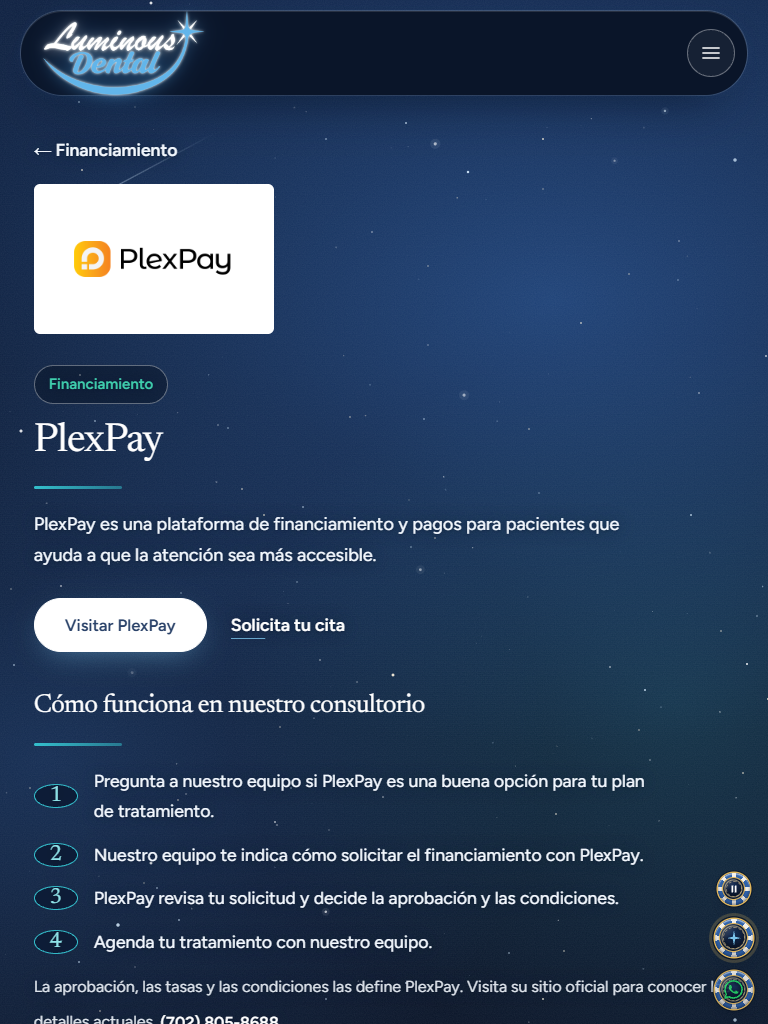 Luminous
Dental
← Financiamiento
PlexPay
Financiamiento
PlexPay
PlexPay es una plataforma de financiamiento y pagos para pacientes que
ayuda a que la atención sea más accesible.
Visitar PlexPay
Solicita tu cita
Cómo funciona en nuestro consultorio
1 Pregunta a nuestro equipo si PlexPay es una buena opción para tu plan
de tratamiento.
2 Nuestro equipo te indica cómo solicitar el financiamiento con PlexPay.
3 PlexPay revisa tu solicitud y decide la aprobación y las condiciones.
4 Agenda tu tratamiento con nuestro equipo.
La aprobación, las tasas y las condiciones las define PlexPay. Visita su sitio oficial para conocer
detalles actuales. (702) 805-8688